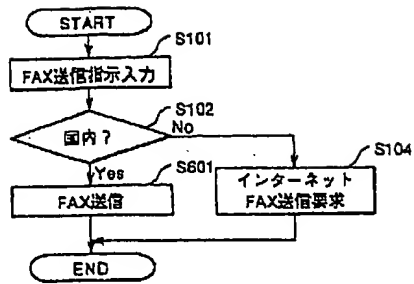 START
S101
FAX送信指示入力
S102
国内？
No
S104
Yes
S601
インターネット
FAX送信要求
FAX送信
END